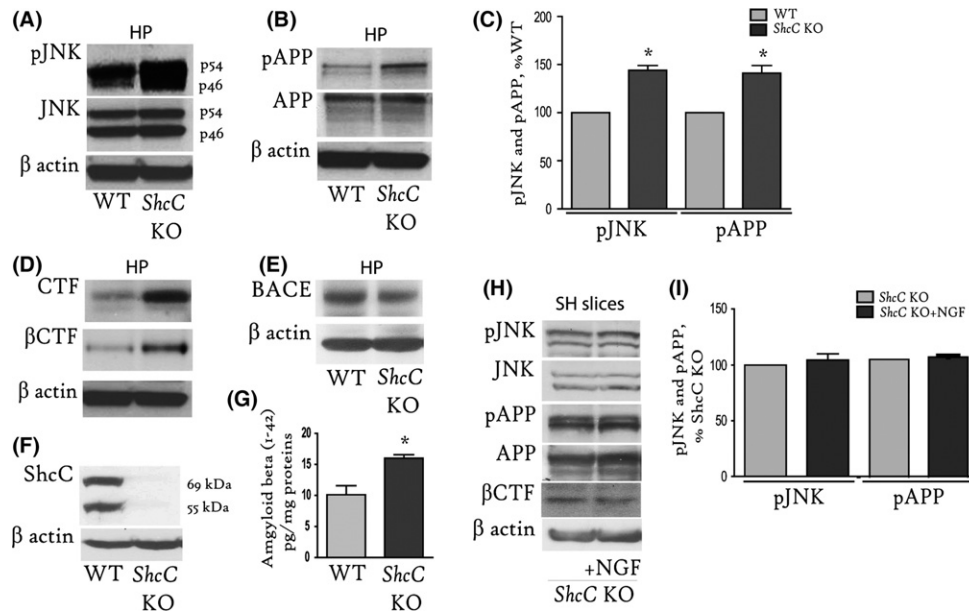 (A)
HP
pJNK
p54
p46
JNK
p54
p46
β actin
WT ShcC
KO
(B)
HP
pAPP
APP
β actin
WT ShcC
KO
(C)
WT
ShcC KO
pJNK and pAPP, %WT
200
150
100
50
0
*
*
pJNK
pAPP
(D)
HP
CTF
βCTF
β actin
(E)
HP
BACE
β actin
WT ShcC
KO
(F)
ShcC
69 kDa
55 kDa
β actin
WT ShcC
KO
(G)
Amgyloid beta (1-42)
pg/mg proteins
20
15
10
5
0
*
WT ShcC
KO
(H)
SH slices
pJNK
JNK
pAPP
APP
βCTF
β actin
+NGF
ShcC KO
(I)
ShcC KO
ShcC KO+NGF
pJNK and pAPP,
% ShcC KO
200
150
100
50
0
pJNK
pAPP